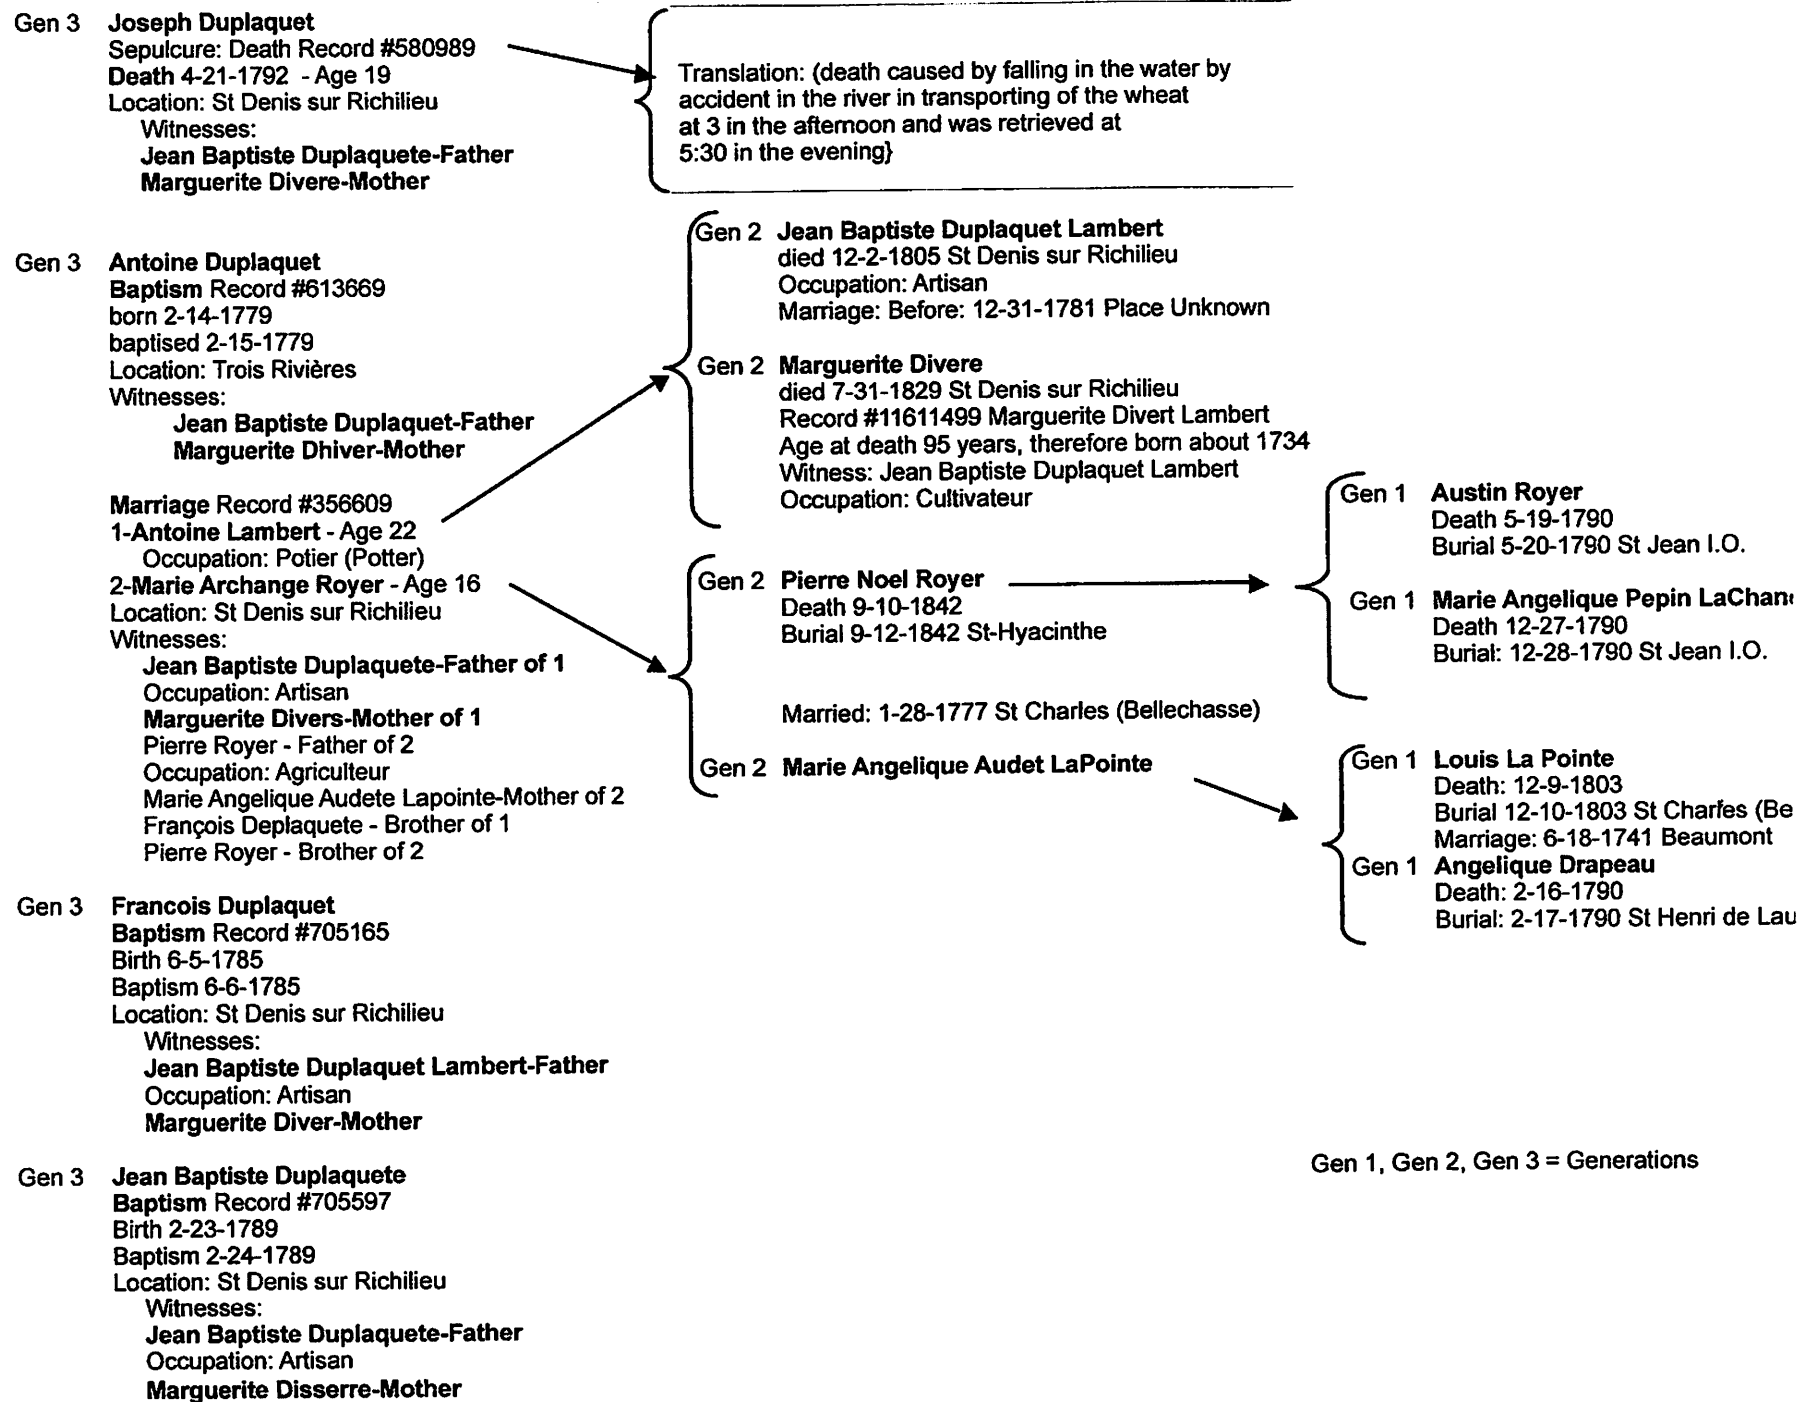 Gen 3 Joseph Duplaquet
Sepulcure: Death Record #580989
Death 4-21-1792 - Age 19
Location: St Denis sur Richilieu
Witnesses:
Jean Baptiste Duplaquete-Father
Marguerite Divere-Mother
Translation: (death caused by falling in the water by
accident in the river in transporting of the wheat
at 3 in the afternoon and was retrieved at
5:30 in the evening}
Gen 3 Antoine Duplaquet
Baptism Record #613669
born 2-14-1779
baptised 2-15-1779
Location: Trois Rivières
Witnesses:
Jean Baptiste Duplaquet-Father
Marguerite Dhiver-Mother
Marriage Record #356609
1-Antoine Lambert - Age 22
Occupation: Potier (Potter)
2-Marie Archange Royer - Age 16
Location: St Denis sur Richilieu
Witnesses:
Jean Baptiste Duplaquete-Father of 1
Occupation: Artisan
Marguerite Divers-Mother of 1
Pierre Royer - Father of 2
Occupation: Agriculteur
Marie Angelique Audete Lapointe-Mother of 2
François Deplaquete - Brother of 1
Pierre Royer - Brother of 2
Gen 2 Jean Baptiste Duplaquet Lambert
died 12-2-1805 St Denis sur Richilieu
Occupation: Artisan
Marriage: Before: 12-31-1781 Place Unknown
Gen 2 Marguerite Divere
died 7-31-1829 St Denis sur Richilieu
Record #11611499 Marguerite Divert Lambert
Age at death 95 years, therefore born about 1734
Witness: Jean Baptiste Duplaquet Lambert
Occupation: Cultivateur
Gen 2 Pierre Noel Royer
Death 9-10-1842
Burial 9-12-1842 St-Hyacinthe
Married: 1-28-1777 St Charles (Bellechasse)
Gen 2 Marie Angelique Audet LaPointe
Gen 1 Austin Royer
Death 5-19-1790
Burial 5-20-1790 St Jean I.O.
Gen 1 Marie Angelique Pepin
Death 12-27-1790
Burial: 12-28-1790 St Jean I.O.
Gen 1 Louis La Pointe
Death: 12-9-1803
Burial 12-10-1803 St Charles (Be
Marriage: 6-18-1741 Beaumont
Gen 1 Angelique Drapeau
Death: 2-16-1790
Burial: 2-17-1790 St Henri de Lau
Gen 3 Francois Duplaquet
Baptism Record #705165
Birth 6-5-1785
Baptism 6-6-1785
Location: St Denis sur Richilieu
Witnesses:
Jean Baptiste Duplaquet Lambert-Father
Occupation: Artisan
Marguerite Diver-Mother
Gen 3 Jean Baptiste Duplaquete
Baptism Record #705597
Birth 2-23-1789
Baptism 2-24-1789
Location: St Denis sur Richilieu
Witnesses:
Jean Baptiste Duplaquete-Father
Occupation: Artisan
Marguerite Disserre-Mother
Gen 1, Gen 2, Gen 3 = Generations